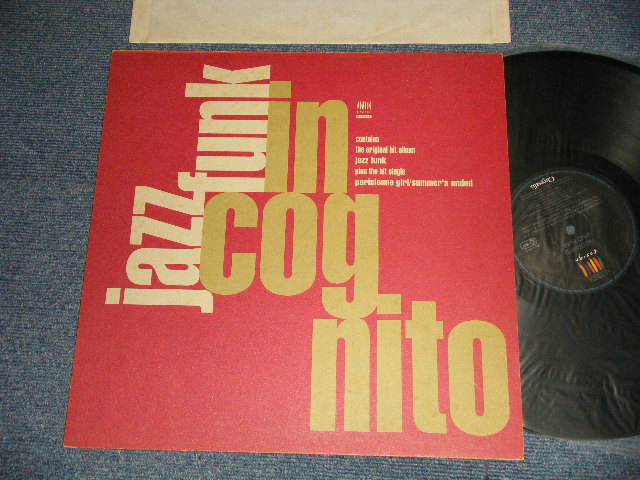 jazz funk
in
cog
nito
contains
the original hit album
jazz funk
plus the hit single
parisienne girl/summer's ended
Chrysalis